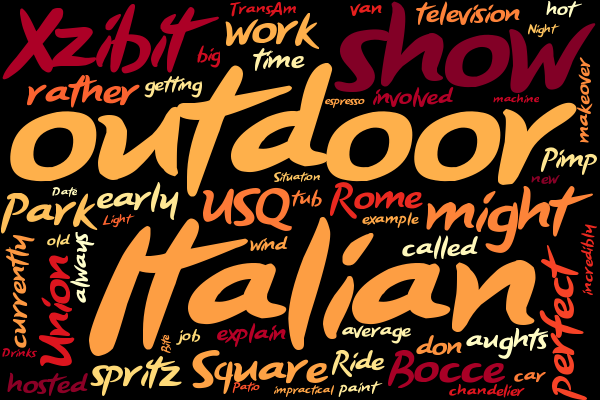 TransAm
van
television
hot
Xzibit
work
show
Night
big
time
rather
getting
espresso
involved
machine
makeover
outdoor
Pimp
Situation
new
Date
Park
early
Light
USQ
tub
Rome
example
might
incredibly
currently
old
always
wind
called
Italian
Union
perfect
Bite
job
explain
average
don
aughts
Drinks
hosted
spritz
Square
Patio
impractical
Ride
paint
Bocce
chandelier
car